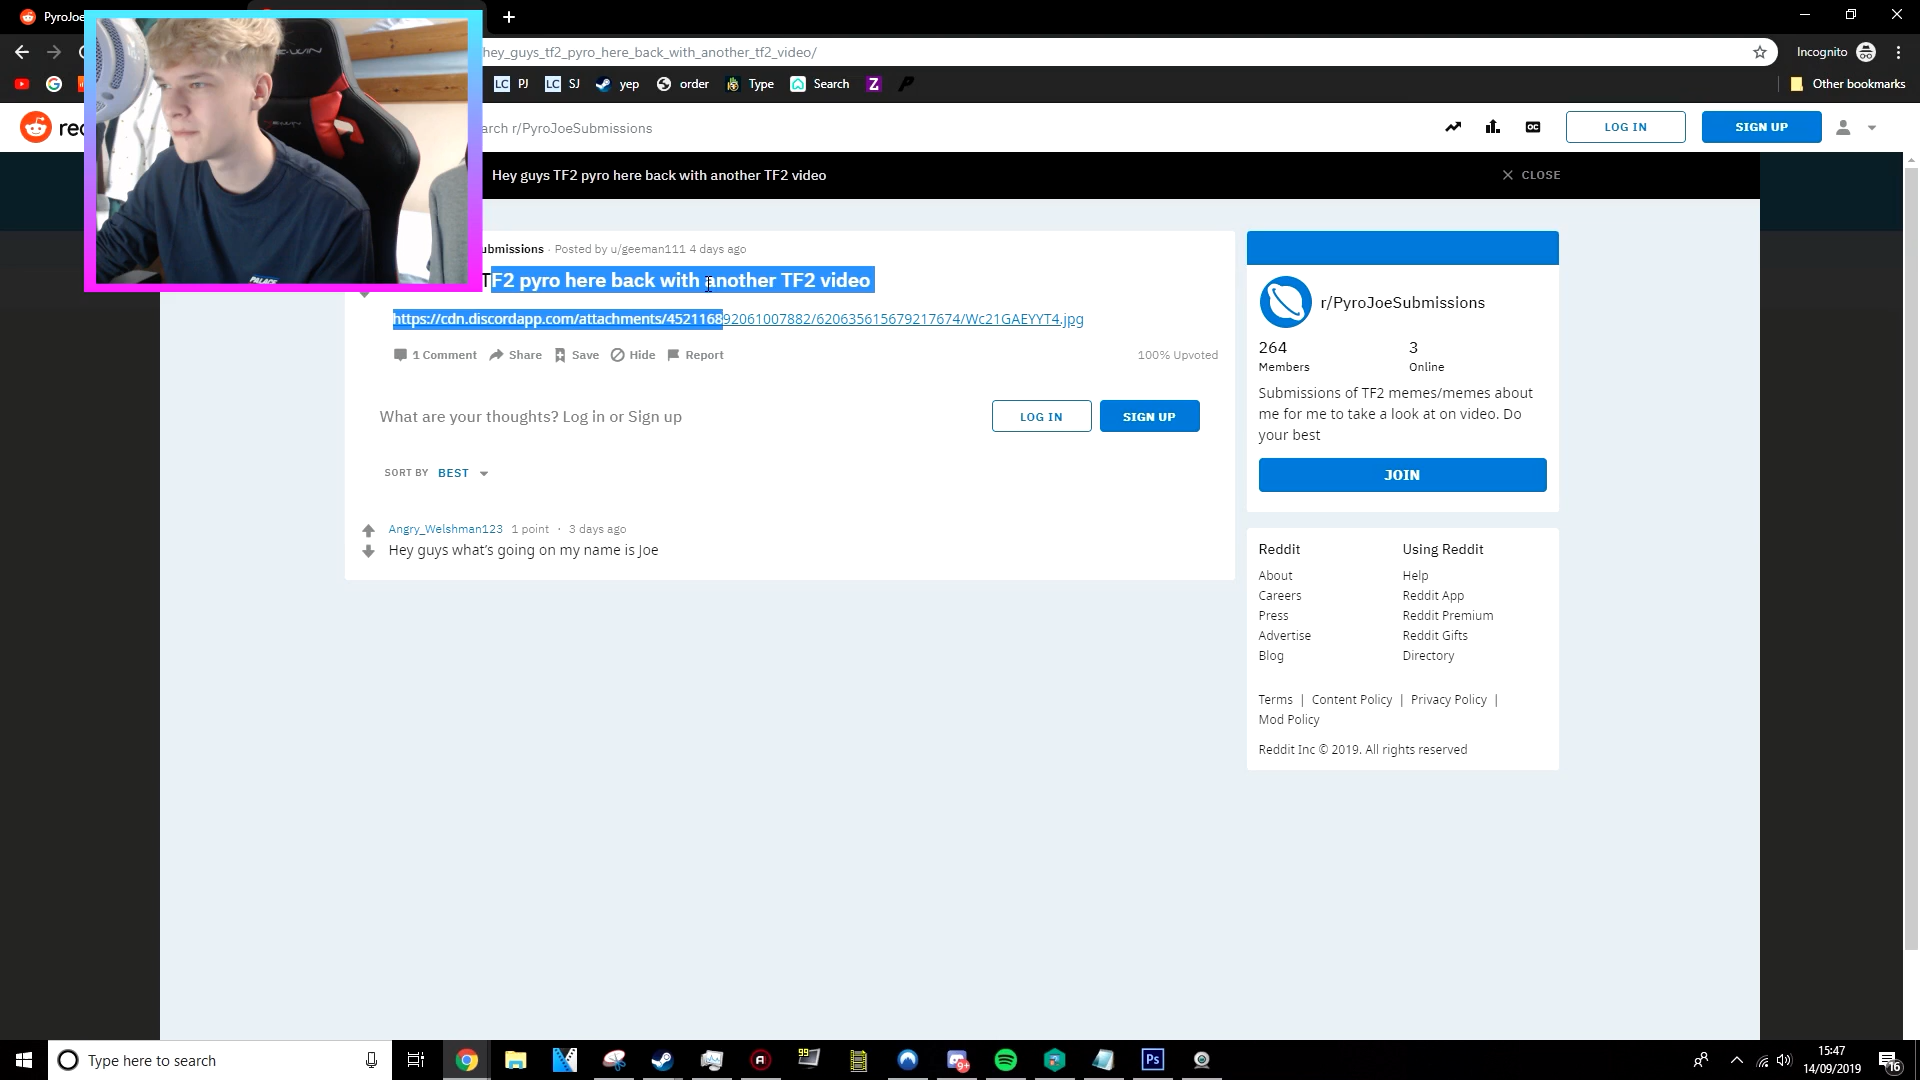 PyroJoe
hey_guys_tf2_pyro_here_back_with_another_tf2_video/
Incognito
LC PJ
LC SJ
yep
order
Type
Search
Z
Other bookmarks
arch r/PyroJoeSubmissions
LOG IN
SIGN UP
Hey guys TF2 pyro here back with another TF2 video
CLOSE
ubmissions · Posted by u/geeman111 4 days ago
TF2 pyro here back with another TF2 video
https://cdn.discordapp.com/attachments/452116892061007882/620635615679217674/Wc21GAEYYT4.jpg
1 Comment
Share
Save
Hide
Report
100% Upvoted
What are your thoughts? Log in or Sign up
LOG IN
SIGN UP
SORT BY BEST
Angry_Welshman123 1 point · 3 days ago
Hey guys what's going on my name is Joe
r/PyroJoeSubmissions
264
3
Members
Online
Submissions of TF2 memes/memes about
me for me to take a look at on video. Do
your best
JOIN
Reddit
Using Reddit
About
Help
Careers
Reddit App
Press
Reddit Premium
Advertise
Reddit Gifts
Blog
Directory
Terms | Content Policy | Privacy Policy |
Mod Policy
Reddit Inc © 2019. All rights reserved
PALACE
Type here to search
99
9+
Ps
15:47
14/09/2019
16